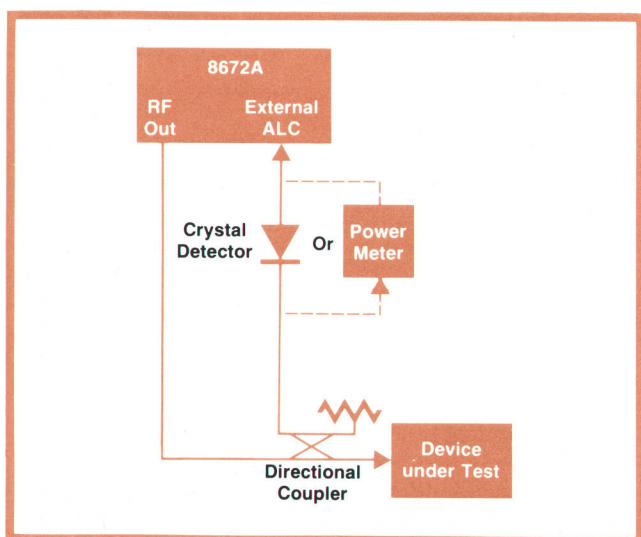 8672A
RF
Out
External
ALC
Crystal
Detector
Or
Power
Meter
Directional
Coupler
Device
under Test